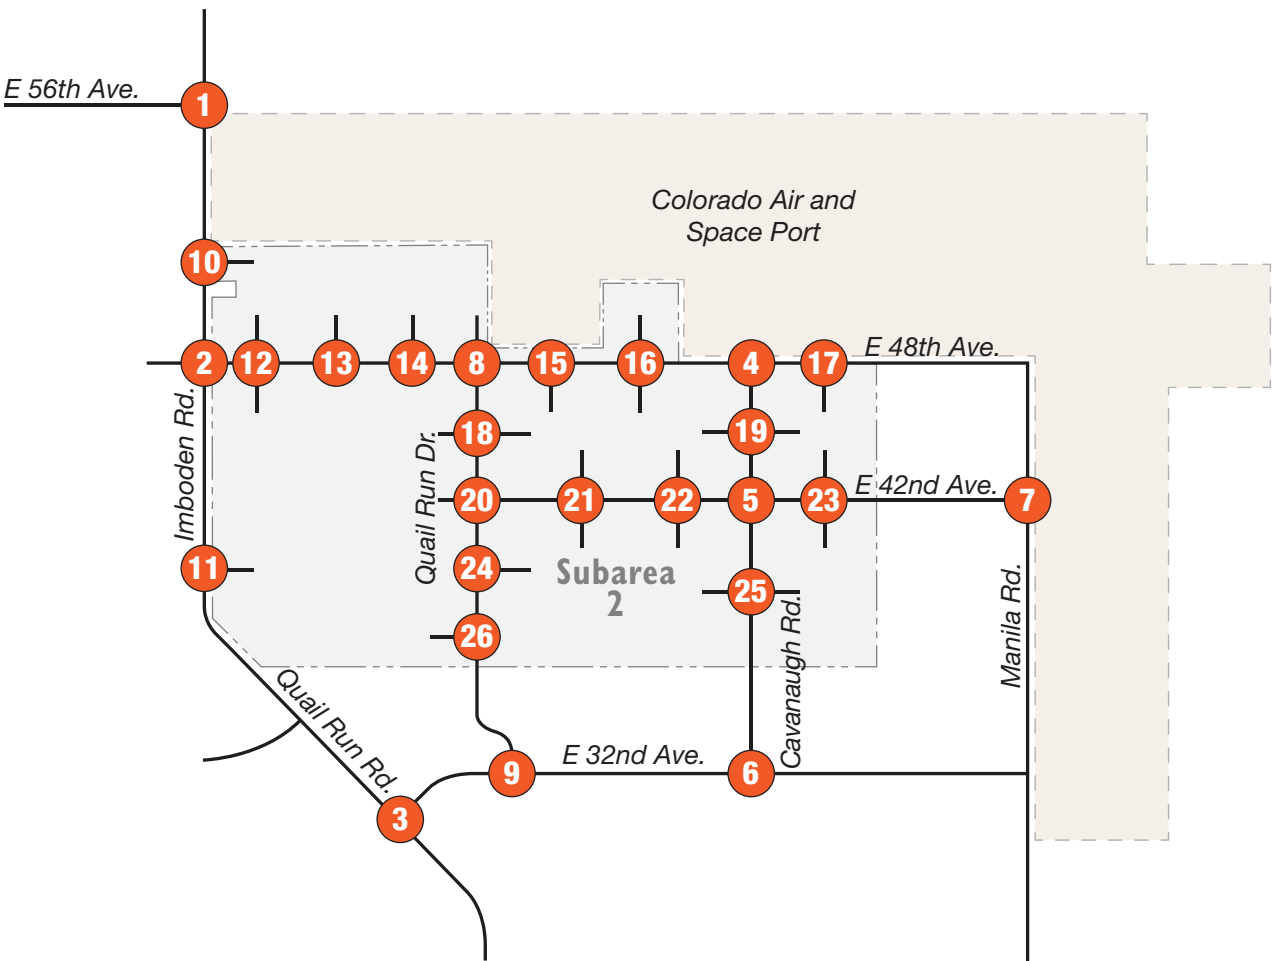 E 56th Ave.
1
Colorado Air and
Space Port
10
2
12
13
14
8
15
16
4
17
E 48th Ave.
Imboden Rd.
18
19
Quail Run Dr.
20
21
22
5
23
E 42nd Ave.
7
11
24
Subarea
2
25
26
Cavanaugh Rd.
Manila Rd.
Quail Run Rd.
9
E 32nd Ave.
6
3